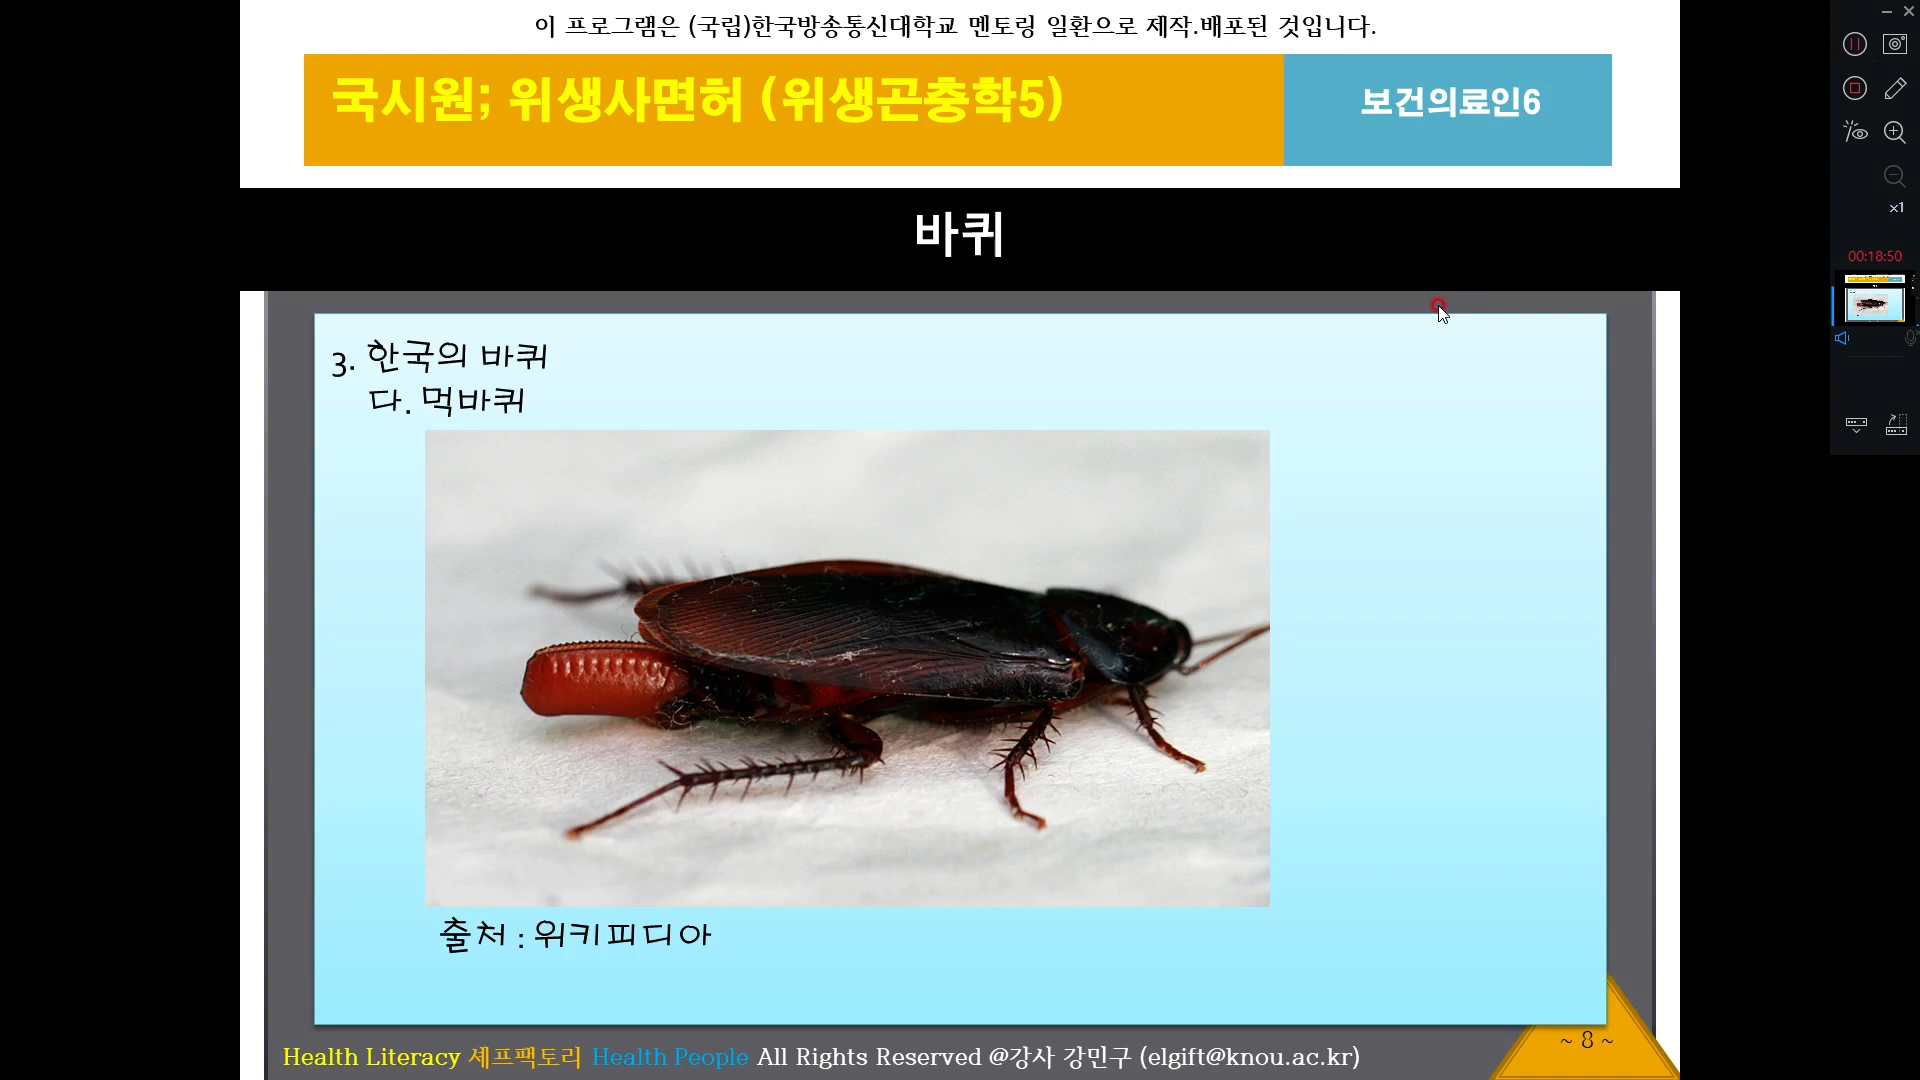 이 프로그램은 (국립)한국방송통신대학교 멘토링 일환으로 제작.배포된 것입니다.
국시원; 위생사면허 (위생곤충학5)
보건의료인6
바퀴
x1
00:18:50
3. 한국의 바퀴
다. 먹바퀴
출처 : 위키피디아
~ 8 ~
Health Literacy 셰프팩토리 Health People All Rights Reserved @강사 강민구 (elgift@knou.ac.kr)